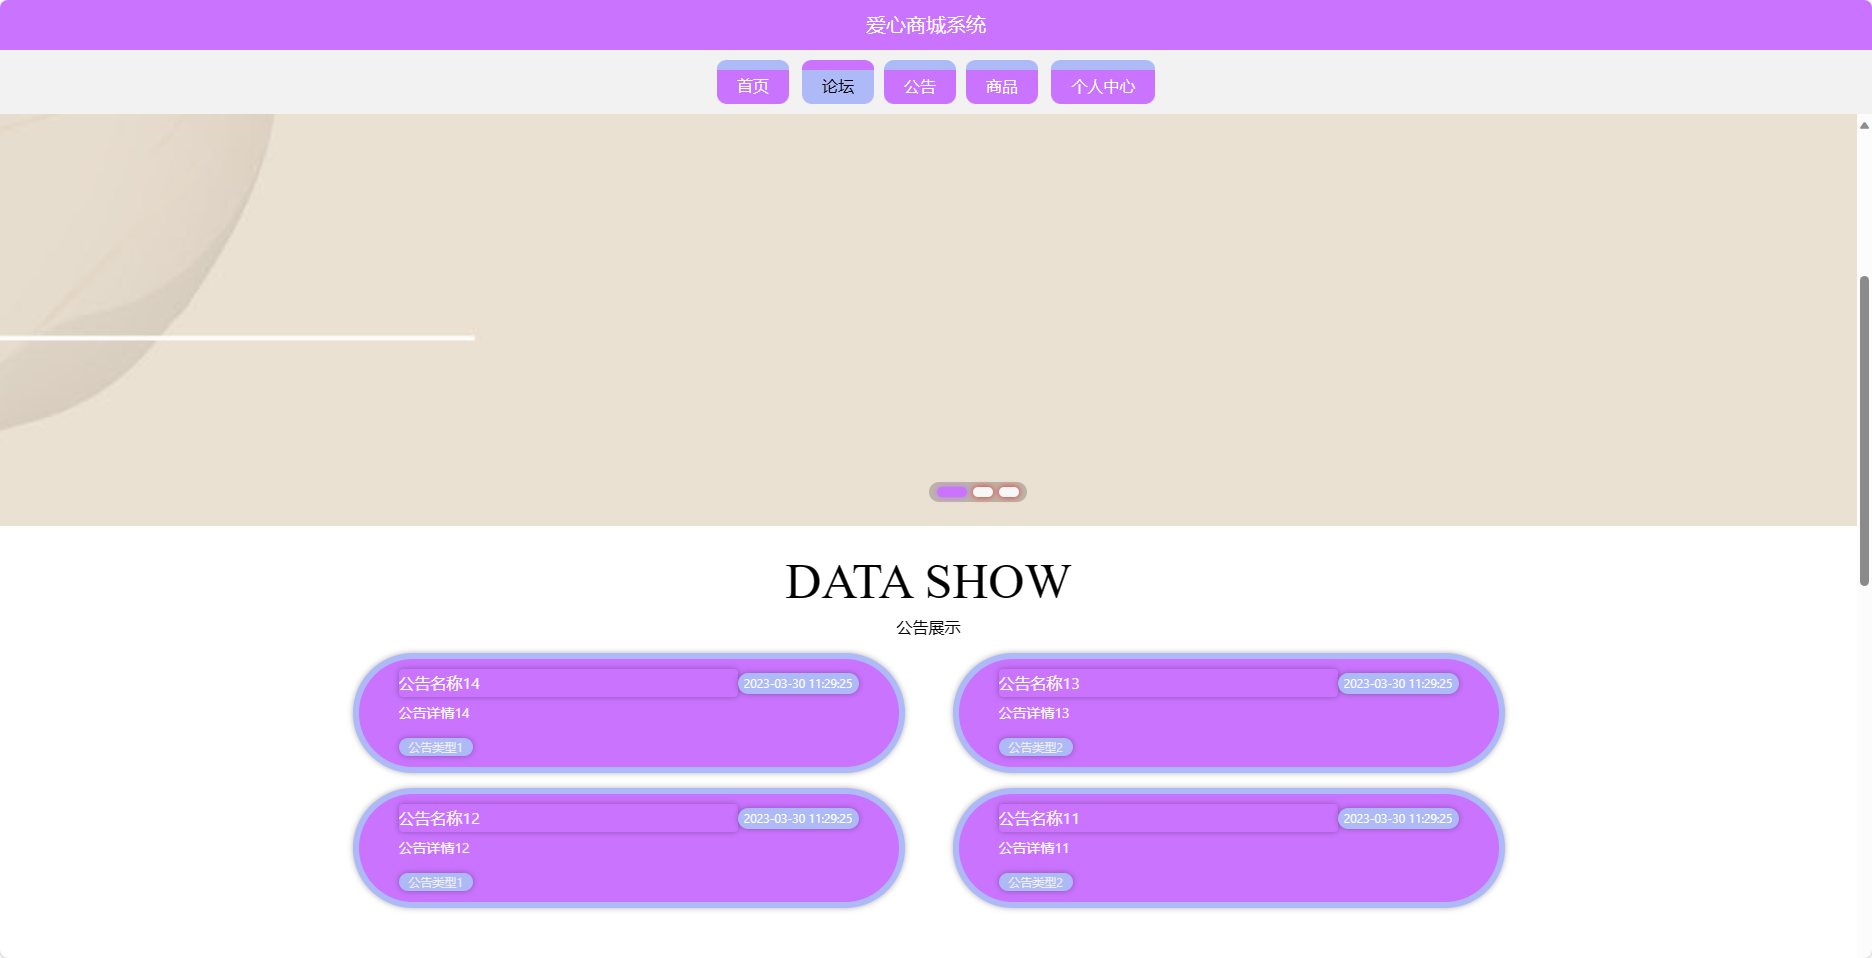 爱心商城系统
首页 论坛 公告 商品 个人中心
DATA SHOW
公告展示
公告名称14 2023-03-30 11:29:25
公告详情14
公告类型1
公告名称13 2023-03-30 11:29:25
公告详情13
公告类型2
公告名称12 2023-03-30 11:29:25
公告详情12
公告类型1
公告名称11 2023-03-30 11:29:25
公告详情11
公告类型2